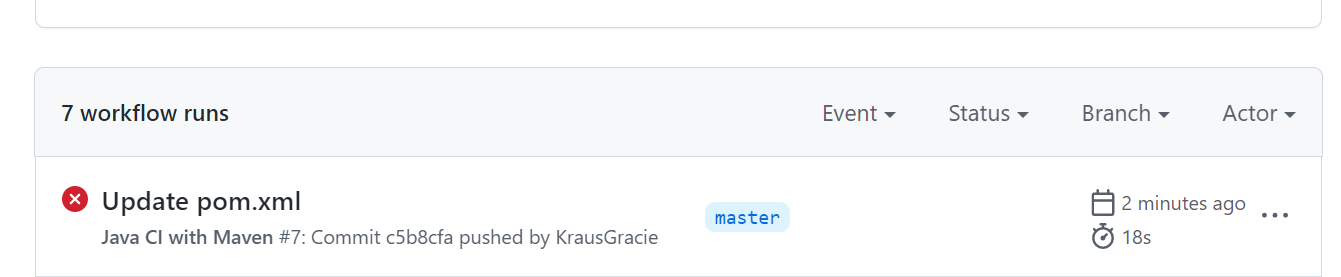 7 workflow runs Event Status Branch Actor
Update pom.xml
master
2 minutes ago
Java CI with Maven #7: Commit c5b8cfa pushed by KrausGracie
18s